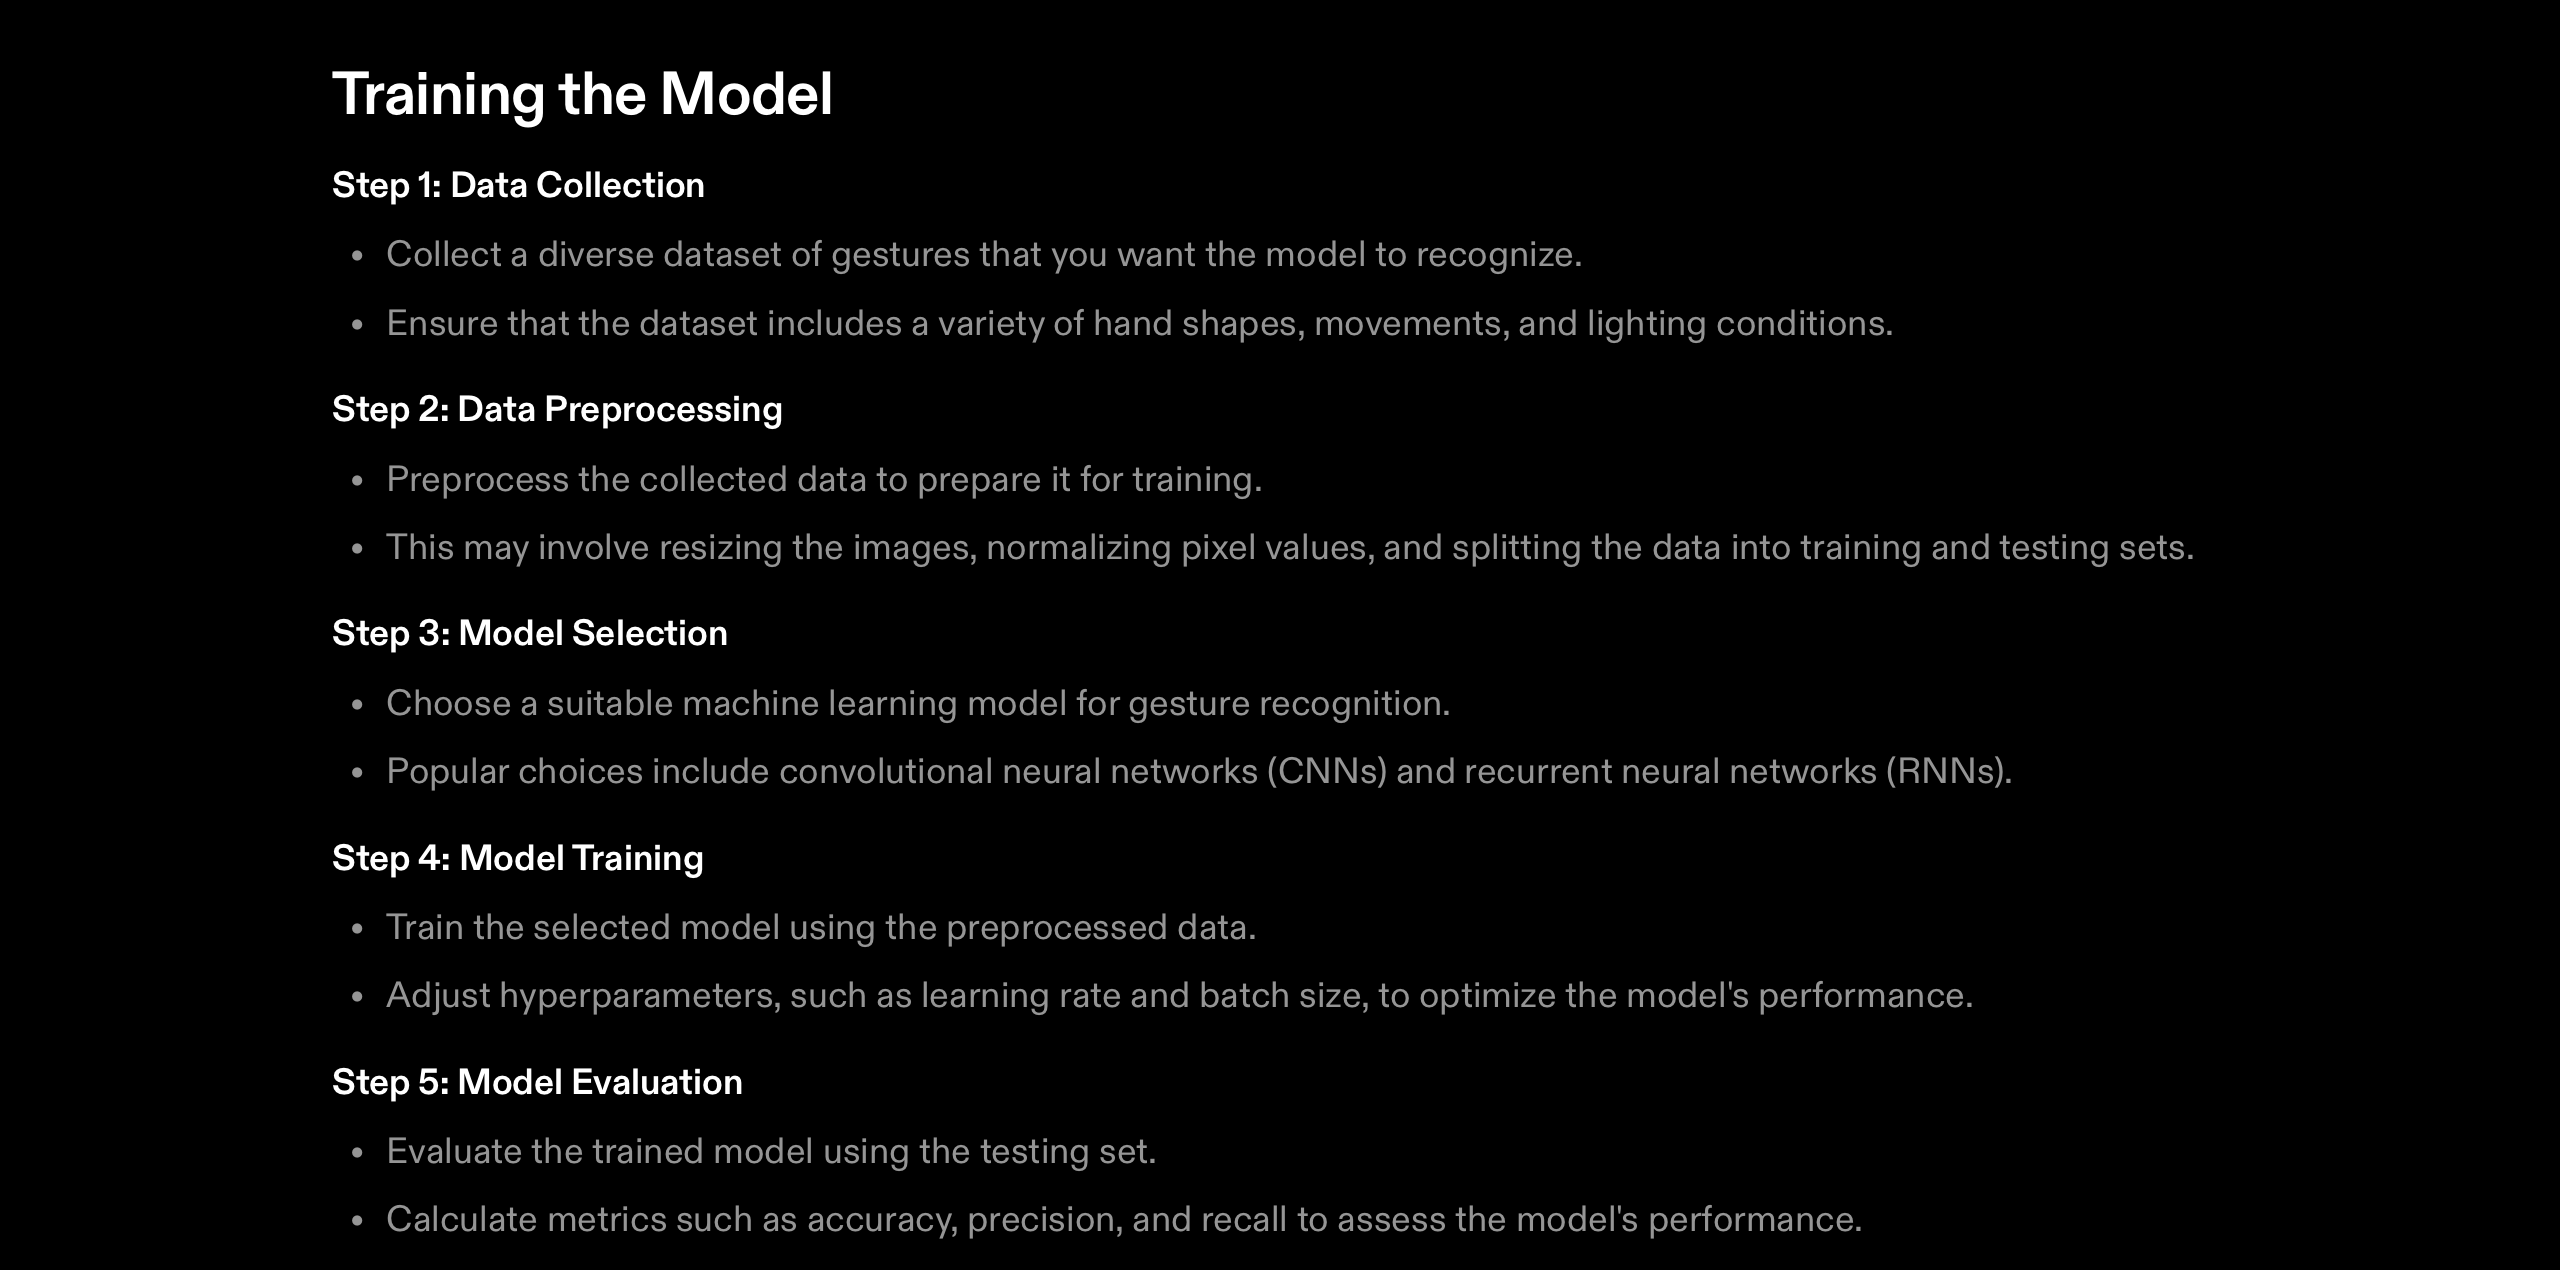 Training the Model
Step 1: Data Collection
• Collect a diverse dataset of gestures that you want the model to recognize.
• Ensure that the dataset includes a variety of hand shapes, movements, and lighting conditions.
Step 2: Data Preprocessing
• Preprocess the collected data to prepare it for training.
• This may involve resizing the images, normalizing pixel values, and splitting the data into training and testing sets.
Step 3: Model Selection
• Choose a suitable machine learning model for gesture recognition.
• Popular choices include convolutional neural networks (CNNs) and recurrent neural networks (RNNs).
Step 4: Model Training
• Train the selected model using the preprocessed data.
• Adjust hyperparameters, such as learning rate and batch size, to optimize the model's performance.
Step 5: Model Evaluation
• Evaluate the trained model using the testing set.
• Calculate metrics such as accuracy, precision, and recall to assess the model's performance.